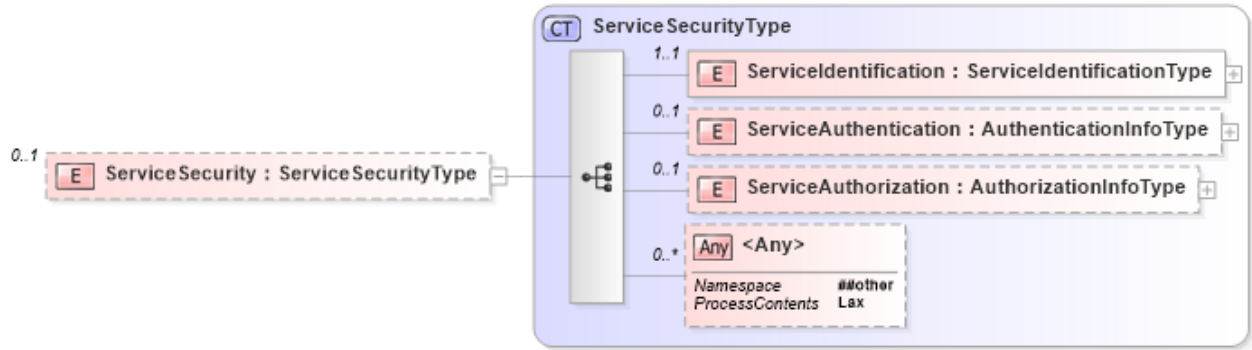 CT ServiceSecurityType
1..1
E ServiceIdentification : ServiceIdentificationType
0..1
E ServiceAuthentication : AuthenticationInfoType
0..1
E ServiceSecurity : ServiceSecurityType
0..1
E ServiceAuthorization : AuthorizationInfoType
0..*
Any <Any>
Namespace ##other
ProcessContents Lax